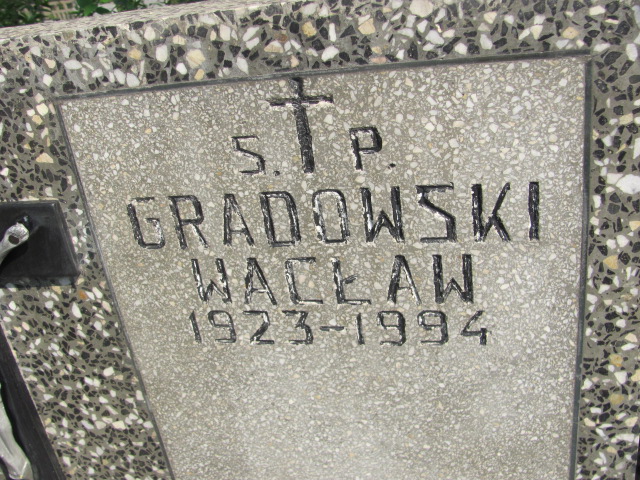 S. P.
GRADOWSKI
WACŁAW
1923-1994